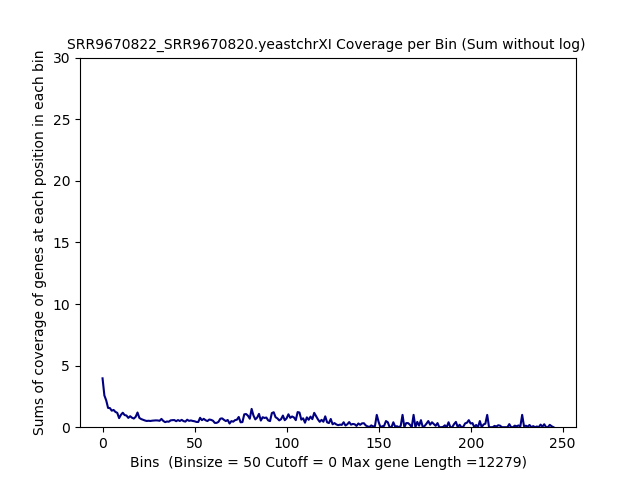 SRR9670822_SRR9670820.yeastchrXI Coverage per Bin (Sum without log)
Sums of coverage of genes at each position in each bin
30
25
20
15
10
5
0
0 50 100 150 200 250
Bins  (Binsize = 50 Cutoff = 0 Max gene Length =12279)